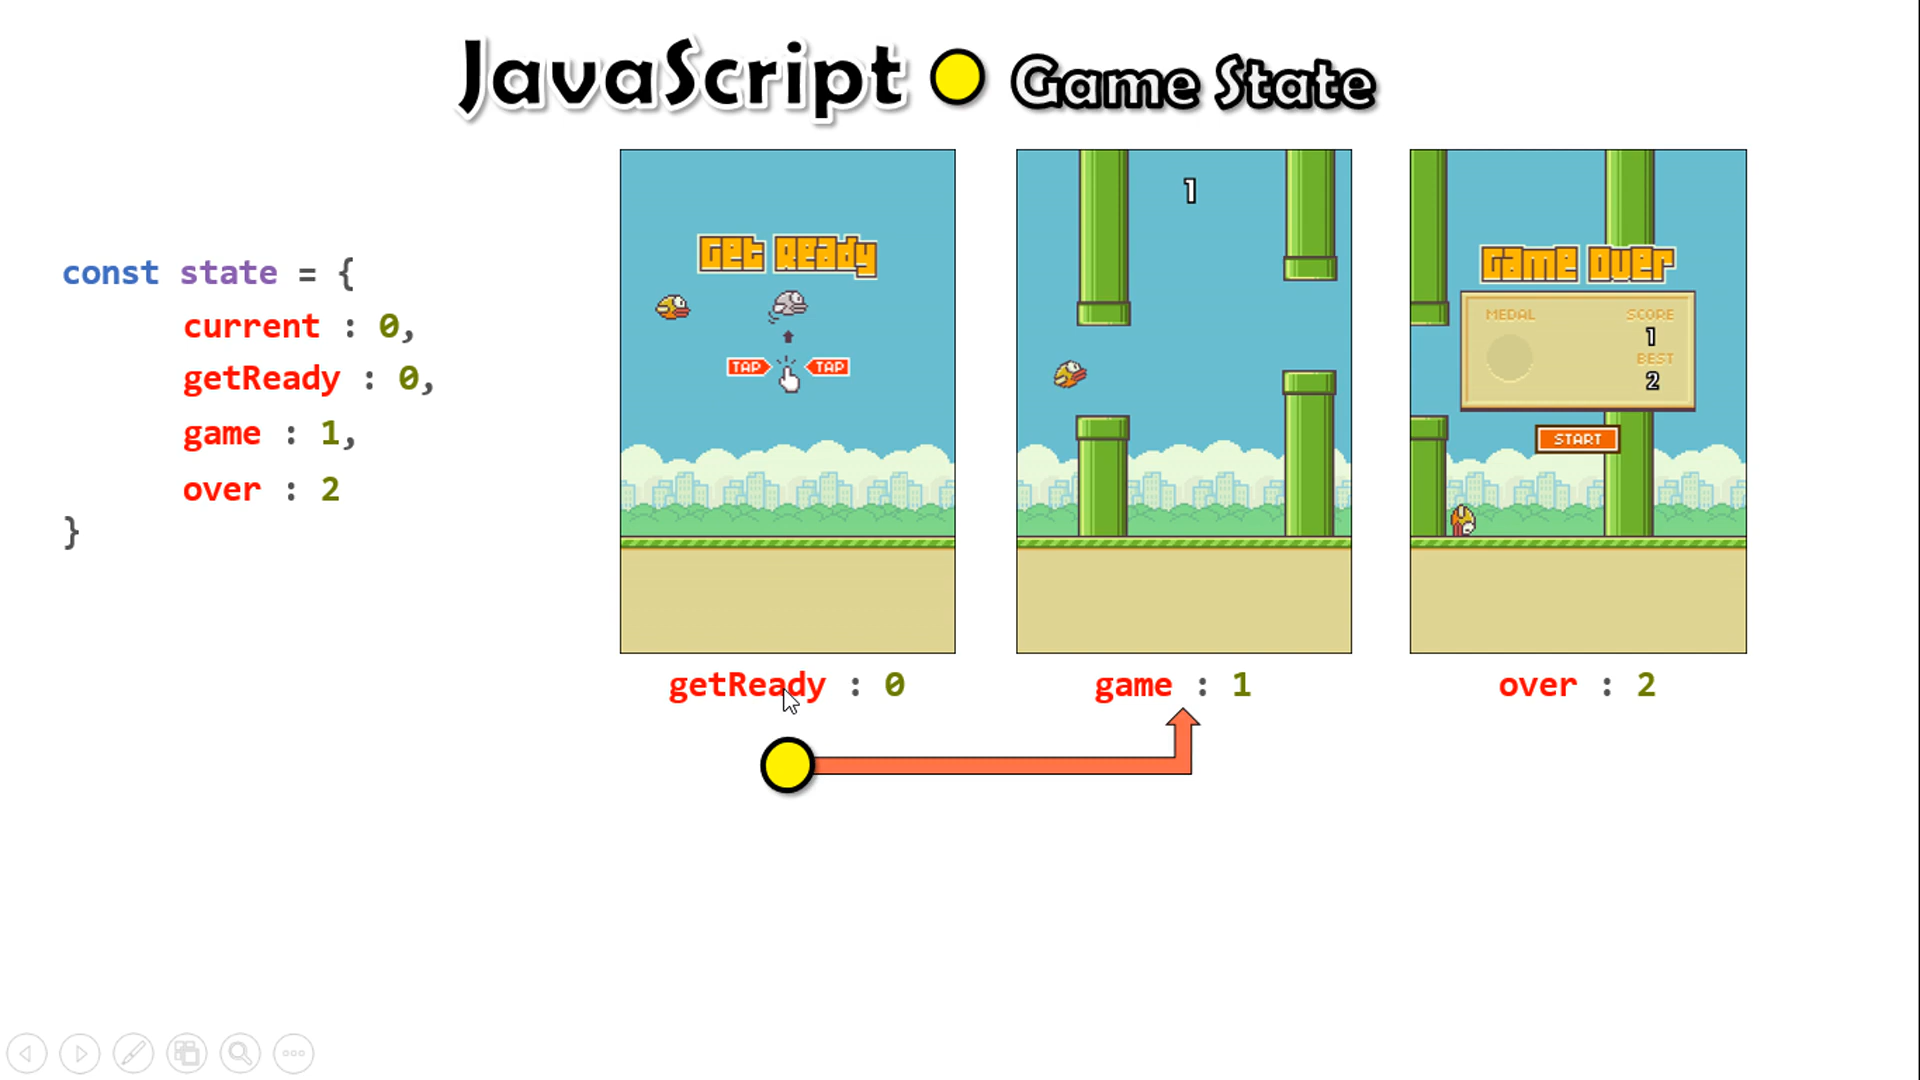 JavaScript Game State
const state = {
current : 0,
getReady : 0,
game : 1,
over : 2
}
Get Ready
TAP TAP
getReady : 0
1
game : 1
Game Over
MEDAL SCORE
1
BEST
2
START
over : 2